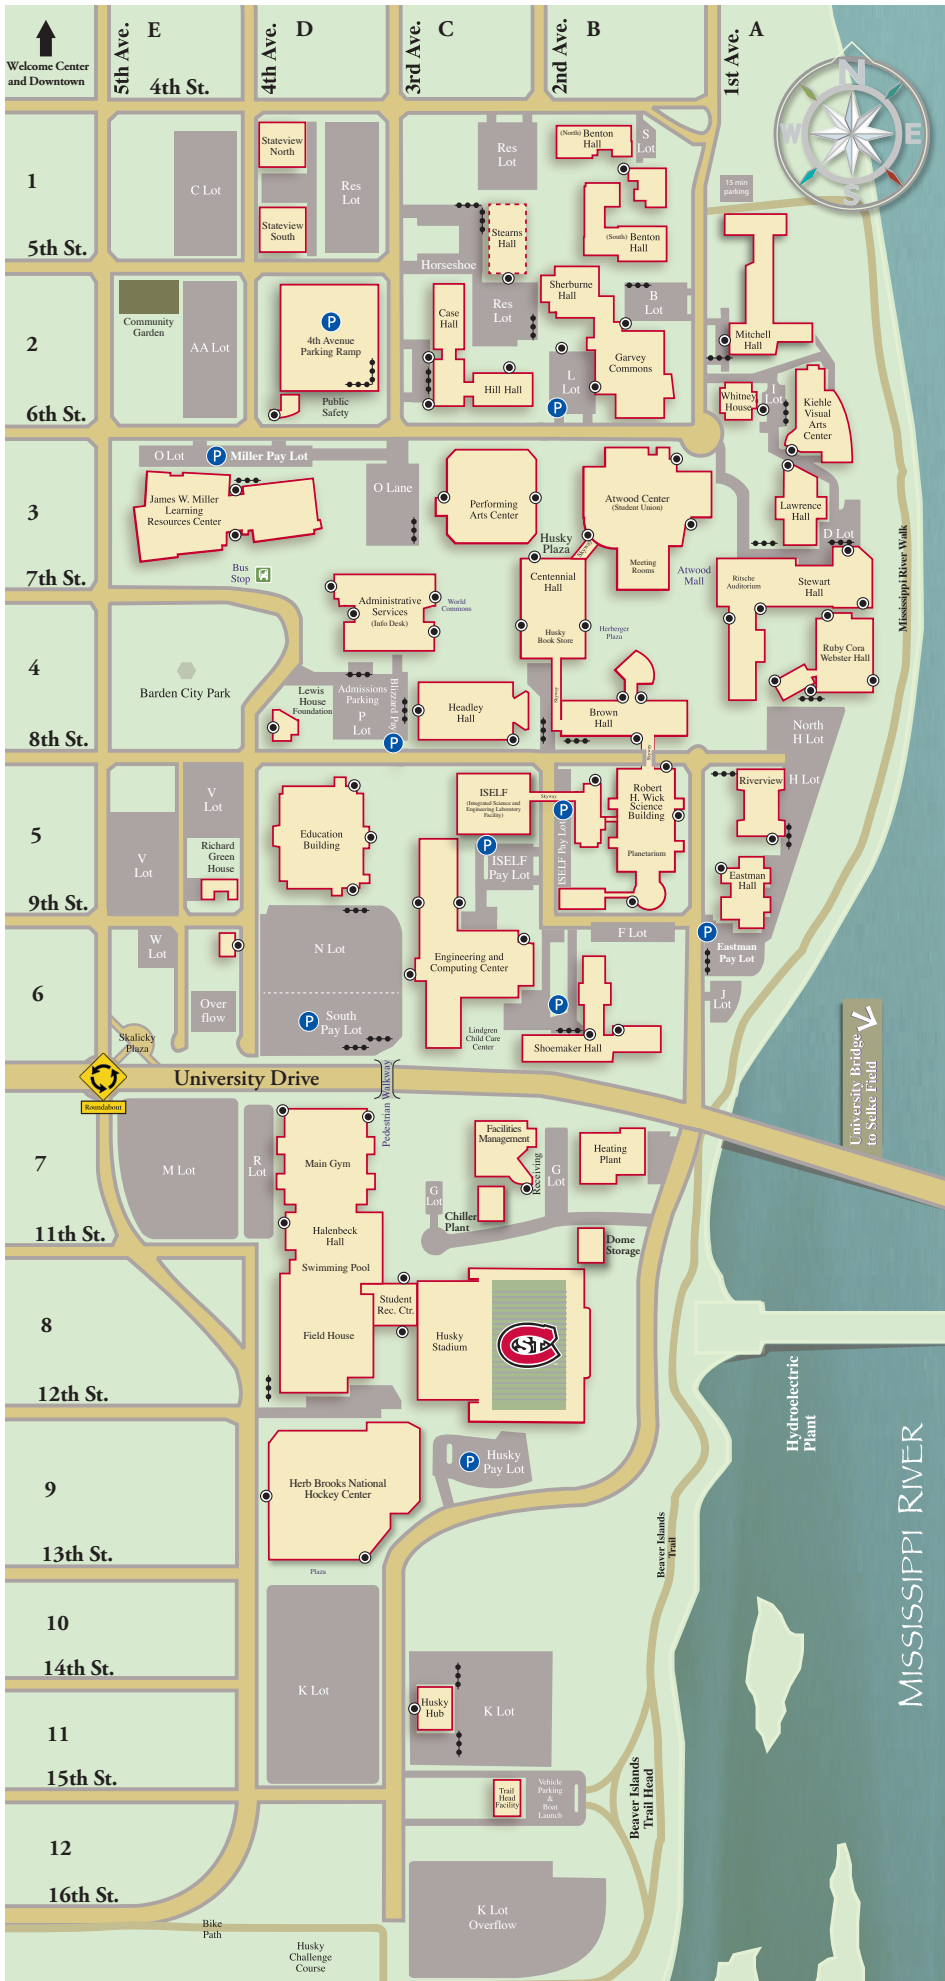 Welcome Center
and Downtown
E
D
C
B
A
5th Ave.
4th Ave.
3rd Ave.
2nd Ave.
1st Ave.
4th St.
N
W
E
S
1
C Lot
Stateview
North
Res
Lot
Stateview
South
Res
Lot
(North) Benton
Hall
S
Lot
15 min
parking
Stearns
Hall
(South) Benton
Hall
5th St.
Horseshoe
2
Community
Garden
AA Lot
P
4th Avenue
Parking Ramp
Public
Safety
Case
Hall
Res
Lot
Hill Hall
Sherburne
Hall
B
Lot
L
Lot
P
Garvey
Commons
Mitchell
Hall
Whitney
House
I
Lot
Kiehle
Visual
Arts
Center
6th St.
O Lot
P
Miller Pay Lot
3
James W. Miller
Learning
Resources Center
O Lane
Performing
Arts Center
Atwood Center
(Student Union)
Lawrence
Hall
D Lot
Husky
Plaza
Skyway
Meeting
Rooms
Atwood
Mall
Mississippi River Walk
7th St.
Bus
Stop
Administrative
Services
(Info Desk)
World
Commons
Centennial
Hall
Husky
Book Store
Herberger
Plaza
Ritsche
Auditorium
Stewart
Hall
Ruby Cora
Webster Hall
4
Barden City Park
Lewis
House
Foundation
Admissions
Parking
P
Lot
Blizzard Pay
P
Headley
Hall
Skyway
Brown
Hall
North
H Lot
8th St.
Skyway
5
V
Lot
V
Lot
Richard
Green
House
Education
Building
ISELF
(Integrated Science and
Engineering Laboratory
Facility)
Skyway
P
ISELF Pay Lot
P
ISELF
Pay Lot
Robert
H. Wick
Science
Building
Planetarium
Riverview
H Lot
Eastman
Hall
9th St.
6
W
Lot
Over
flow
N Lot
P
South
Pay Lot
Engineering and
Computing Center
F Lot
P
Eastman
Pay Lot
J
Lot
P
Lindgren
Child Care
Center
Shoemaker Hall
Skalicky
Plaza
Roundabout
University Drive
Pedestrian Walkway
University Bridge
to Selke Field
7
M Lot
R
Lot
Main Gym
Facilities
Management
Receiving
G
Lot
Heating
Plant
G
Lot
Chiller
Plant
Dome
Storage
11th St.
Halenbeck
Hall
Swimming Pool
8
Field House
Student
Rec. Ctr.
Husky
Stadium
12th St.
Hydroelectric
Plant
9
Herb Brooks National
Hockey Center
P
Husky
Pay Lot
13th St.
Plaza
Beaver Islands
Trail
MISSISSIPPI RIVER
10
14th St.
K Lot
Husky
Hub
K Lot
11
15th St.
Trail
Head
Facility
Vehicle
Parking
&
Boat
Launch
Beaver Islands
Trail Head
12
16th St.
K Lot
Overflow
Bike
Path
Husky
Challenge
Course